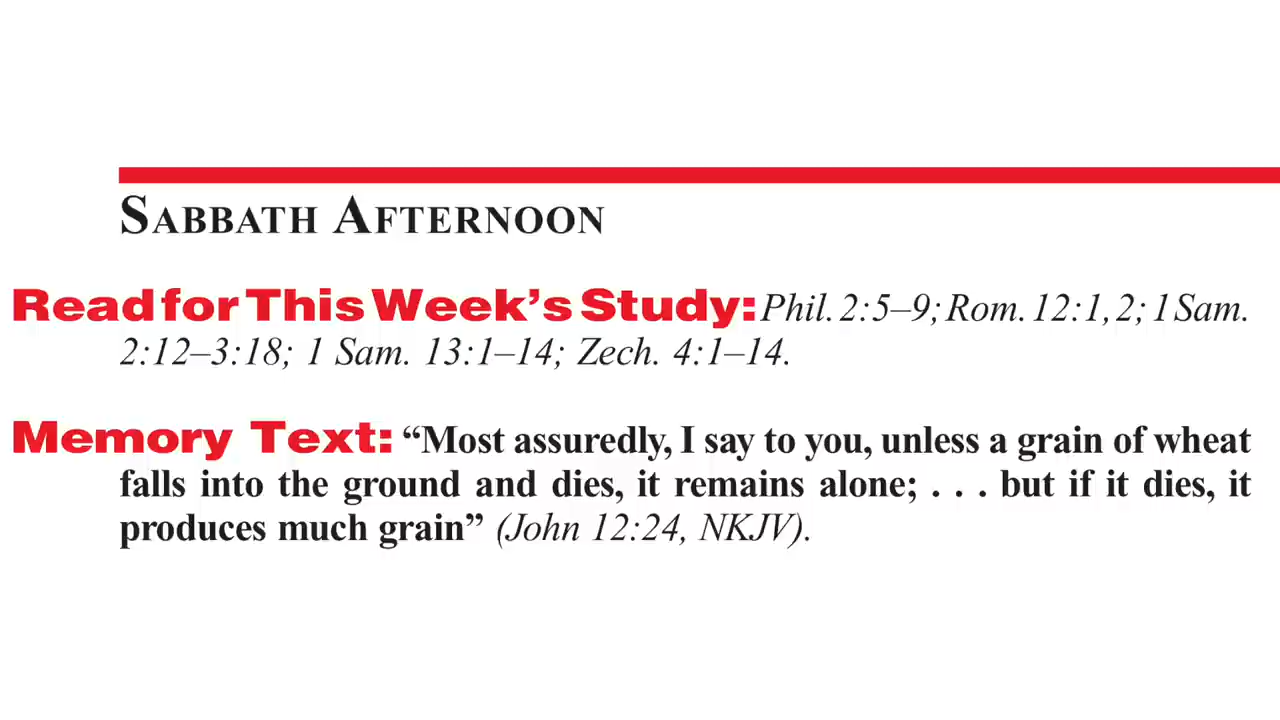 SABBATH AFTERNOON
Read for This Week’s Study: Phil. 2:5–9; Rom. 12:1, 2; 1 Sam.
2:12–3:18; 1 Sam. 13:1–14; Zech. 4:1–14.
Memory Text: “Most assuredly, I say to you, unless a grain of wheat
falls into the ground and dies, it remains alone; . . . but if it dies, it
produces much grain” (John 12:24, NKJV).